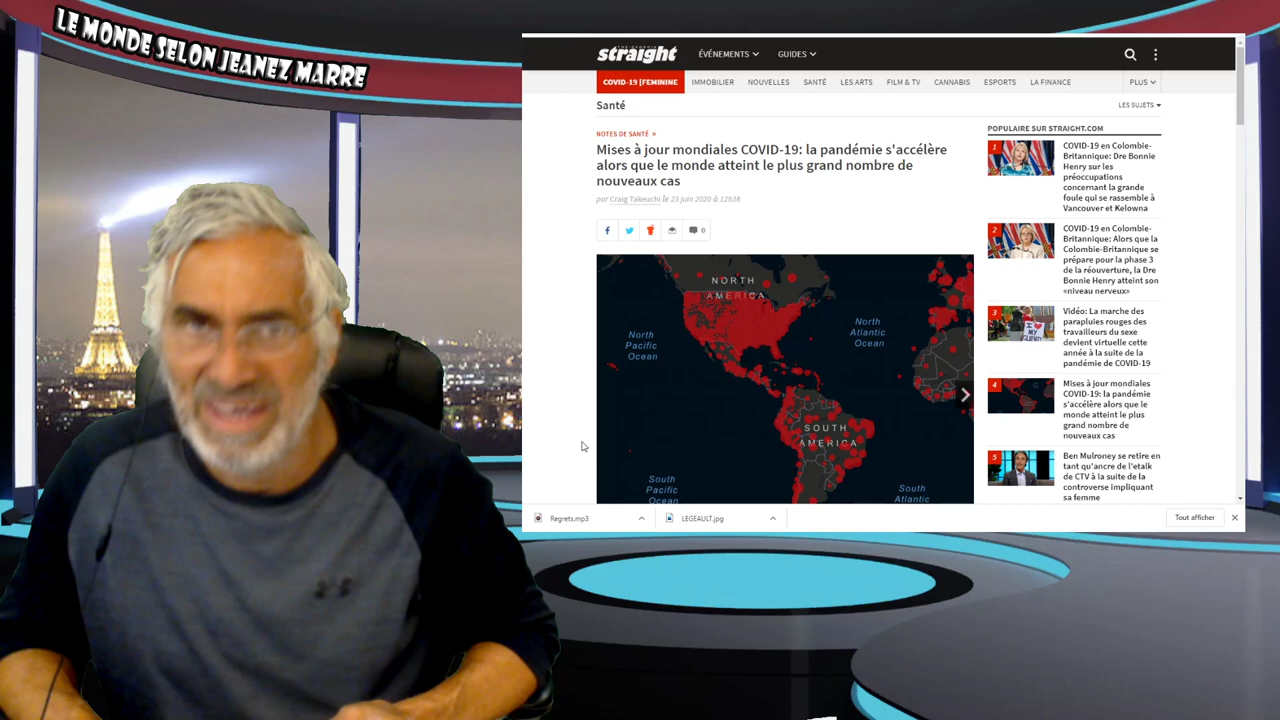 LE MONDE SELON JEANEZ MARRE
straight
ÉVÉNEMENTS
GUIDES
COVID-19 [FEMININE
IMMOBILIER
NOUVELLES
SANTÉ
LES ARTS
FILM & TV
CANNABIS
ESPORTS
LA FINANCE
PLUS
Santé
LES SUJETS
NOTES DE SANTÉ »
Mises à jour mondiales COVID-19: la pandémie s'accélère
alors que le monde atteint le plus grand nombre de
nouveaux cas
par Craig Takeuchi le 23 juin 2020 à 12h38
0
NORTH
AMERICA
North
Pacific
Ocean
North
Atlantic
Ocean
SOUTH
AMERICA
South
Pacific
Ocean
South
Atlantic
POPULAIRE SUR STRAIGHT.COM
1
COVID-19 en Colombie-
Britannique: Dre Bonnie
Henry sur les
préoccupations
concernant la grande
foule qui se rassemble à
Vancouver et Kelowna
2
COVID-19 en Colombie-
Britannique: Alors que la
Colombie-Britannique se
prépare pour la phase 3
de la réouverture, la Dre
Bonnie Henry atteint son
«niveau nerveux»
3
I
MY
CLIENT!
Vidéo: La marche des
parapluies rouges des
travailleurs du sexe
devient virtuelle cette
année à la suite de la
pandémie de COVID-19
4
Mises à jour mondiales
COVID-19: la pandémie
s'accélère alors que le
monde atteint le plus
grand nombre de
nouveaux cas
5
Ben Mulroney se retire en
tant qu'ancre de l'etalk
de CTV à la suite de la
controverse impliquant
sa femme
Regrets.mp3
LEGEAULT.jpg
Tout afficher